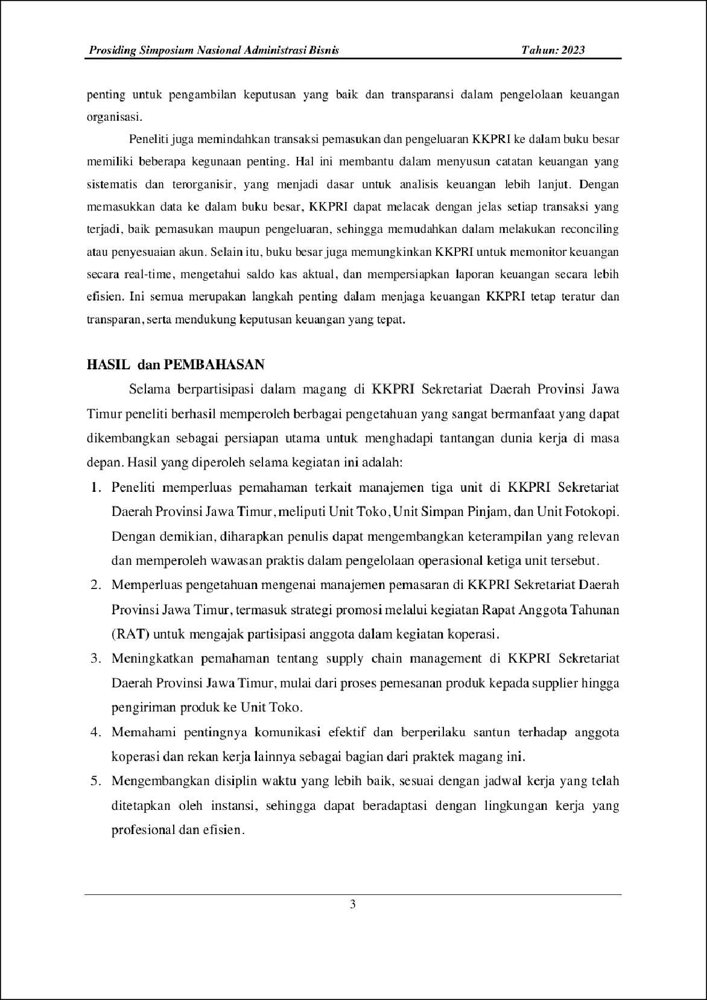 Prosiding Simposium Nasional Administrasi Bisnis Tahun: 2023
penting untuk pengambilan keputusan yang baik dan transparansi dalam pengelolaan keuangan
organisasi.
Peneliti juga memindahkan transaksi pemasukan dan pengeluaran KKPRI ke dalam buku besar
memiliki beberapa kegunaan penting. Hal ini membantu dalam menyusun catatan keuangan yang
sistematis dan terorganisir, yang menjadi dasar untuk analisis keuangan lebih lanjut. Dengan
memasukkan data ke dalam buku besar, KKPRI dapat melacak dengan jelas setiap transaksi yang
terjadi, baik pemasukan maupun pengeluaran, sehingga memudahkan dalam melakukan reconciling
atau penyesuaian akun. Selain itu, buku besar juga memungkinkan KKPRI untuk memonitor keuangan
secara real-time, mengetahui saldo kas aktual, dan mempersiapkan laporan keuangan secara lebih
efisien. Ini semua merupakan langkah penting dalam menjaga keuangan KKPRI tetap teratur dan
transparan, serta mendukung keputusan keuangan yang tepat.
HASIL dan PEMBAHASAN
Selama berpartisipasi dalam magang di KKPRI Sekretariat Daerah Provinsi Jawa
Timur peneliti berhasil memperoleh berbagai pengetahuan yang sangat bermanfaat yang dapat
dikembangkan sebagai persiapan utama untuk menghadapi tantangan dunia kerja di masa
depan. Hasil yang diperoleh selama kegiatan ini adalah:
1. Peneliti memperluas pemahaman terkait manajemen tiga unit di KKPRI Sekretariat
Daerah Provinsi Jawa Timur, meliputi Unit Toko, Unit Simpan Pinjam, dan Unit Fotokopi.
Dengan demikian, diharapkan penulis dapat mengembangkan keterampilan yang relevan
dan memperoleh wawasan praktis dalam pengelolaan operasional ketiga unit tersebut.
2. Memperluas pengetahuan mengenai manajemen pemasaran di KKPRI Sekretariat Daerah
Provinsi Jawa Timur, termasuk strategi promosi melalui kegiatan Rapat Anggota Tahunan
(RAT) untuk mengajak partisipasi anggota dalam kegiatan koperasi.
3. Meningkatkan pemahaman tentang supply chain management di KKPRI Sekretariat
Daerah Provinsi Jawa Timur, mulai dari proses pemesanan produk kepada supplier hingga
pengiriman produk ke Unit Toko.
4. Memahami pentingnya komunikasi efektif dan berperilaku santun terhadap anggota
koperasi dan rekan kerja lainnya sebagai bagian dari praktek magang ini.
5. Mengembangkan disiplin waktu yang lebih baik, sesuai dengan jadwal kerja yang telah
ditetapkan oleh instansi, sehingga dapat beradaptasi dengan lingkungan kerja yang
profesional dan efisien.
3